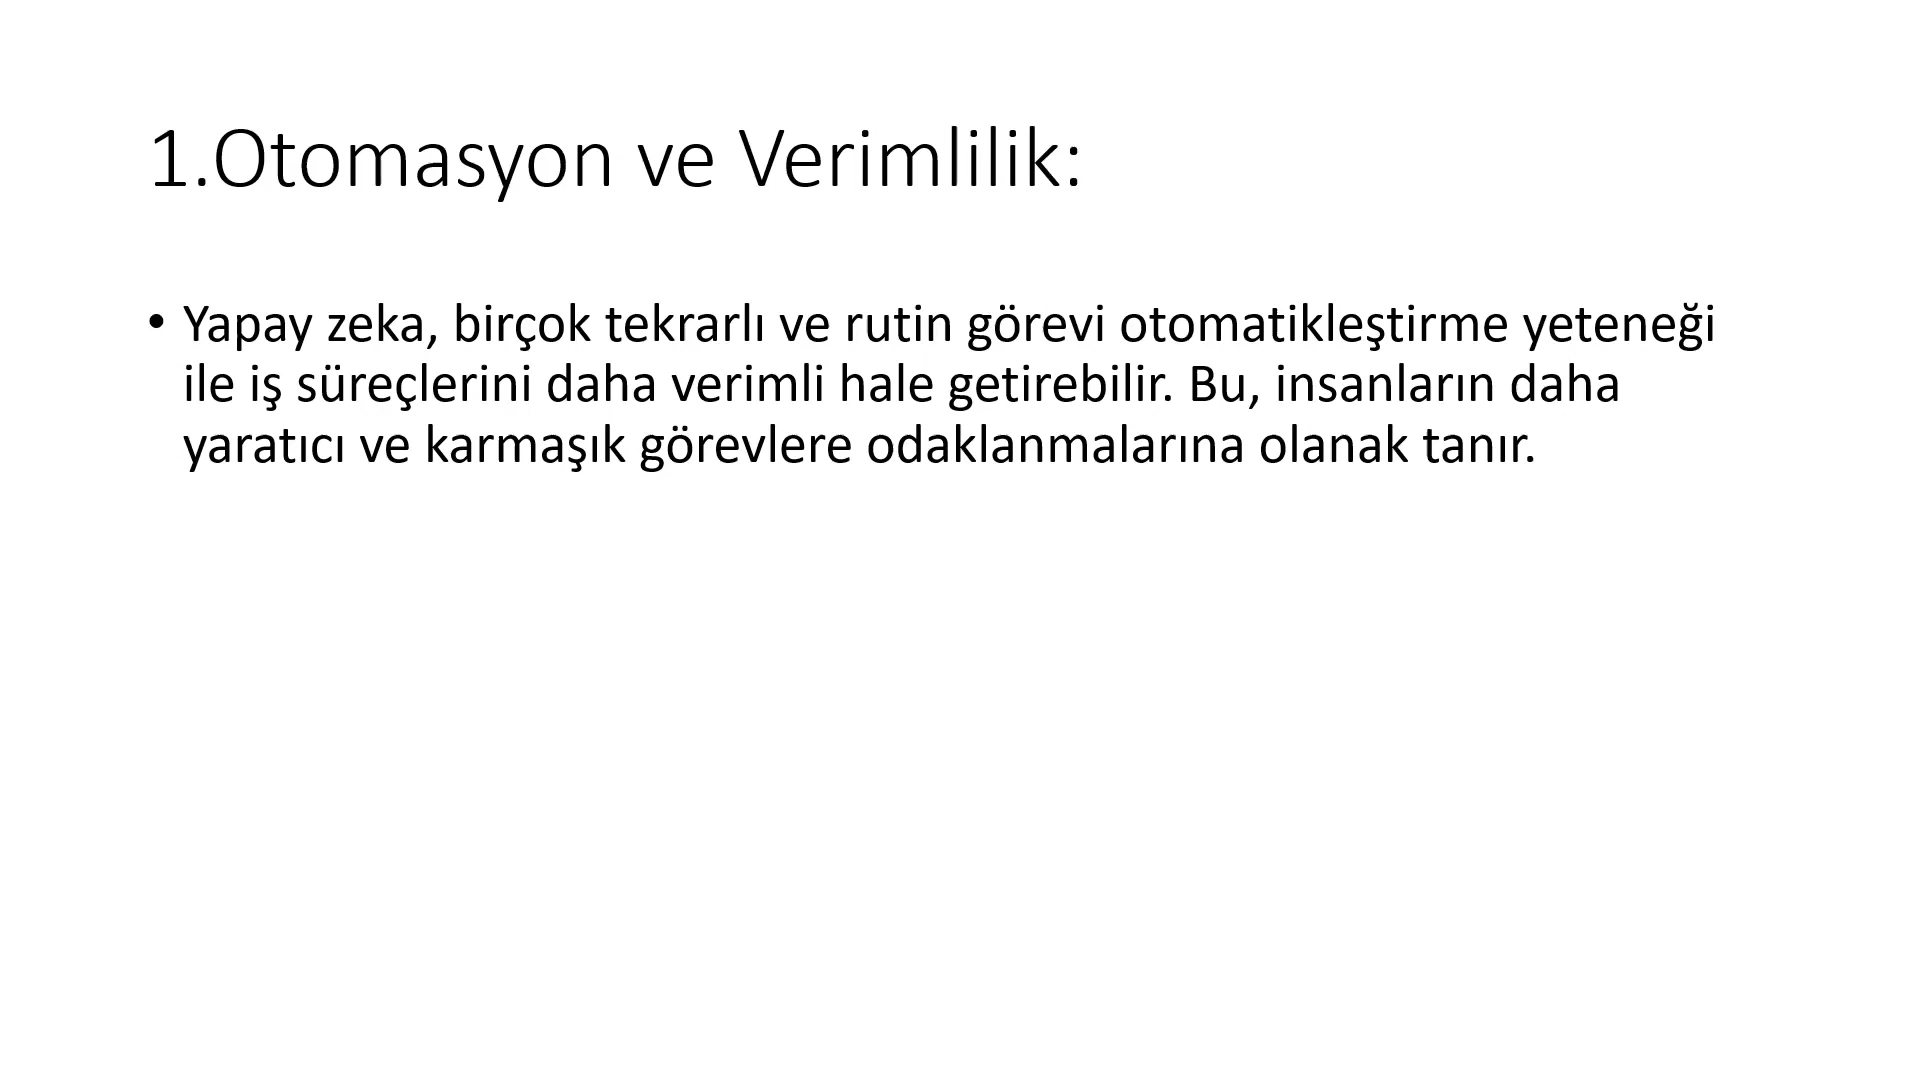 1.Otomasyon ve Verimlilik:
• Yapay zeka, birçok tekrarlı ve rutin görevi otomatikleştirme yeteneği
ile iş süreçlerini daha verimli hale getirebilir. Bu, insanların daha
yaratıcı ve karmaşık görevlere odaklanmalarına olanak tanır.